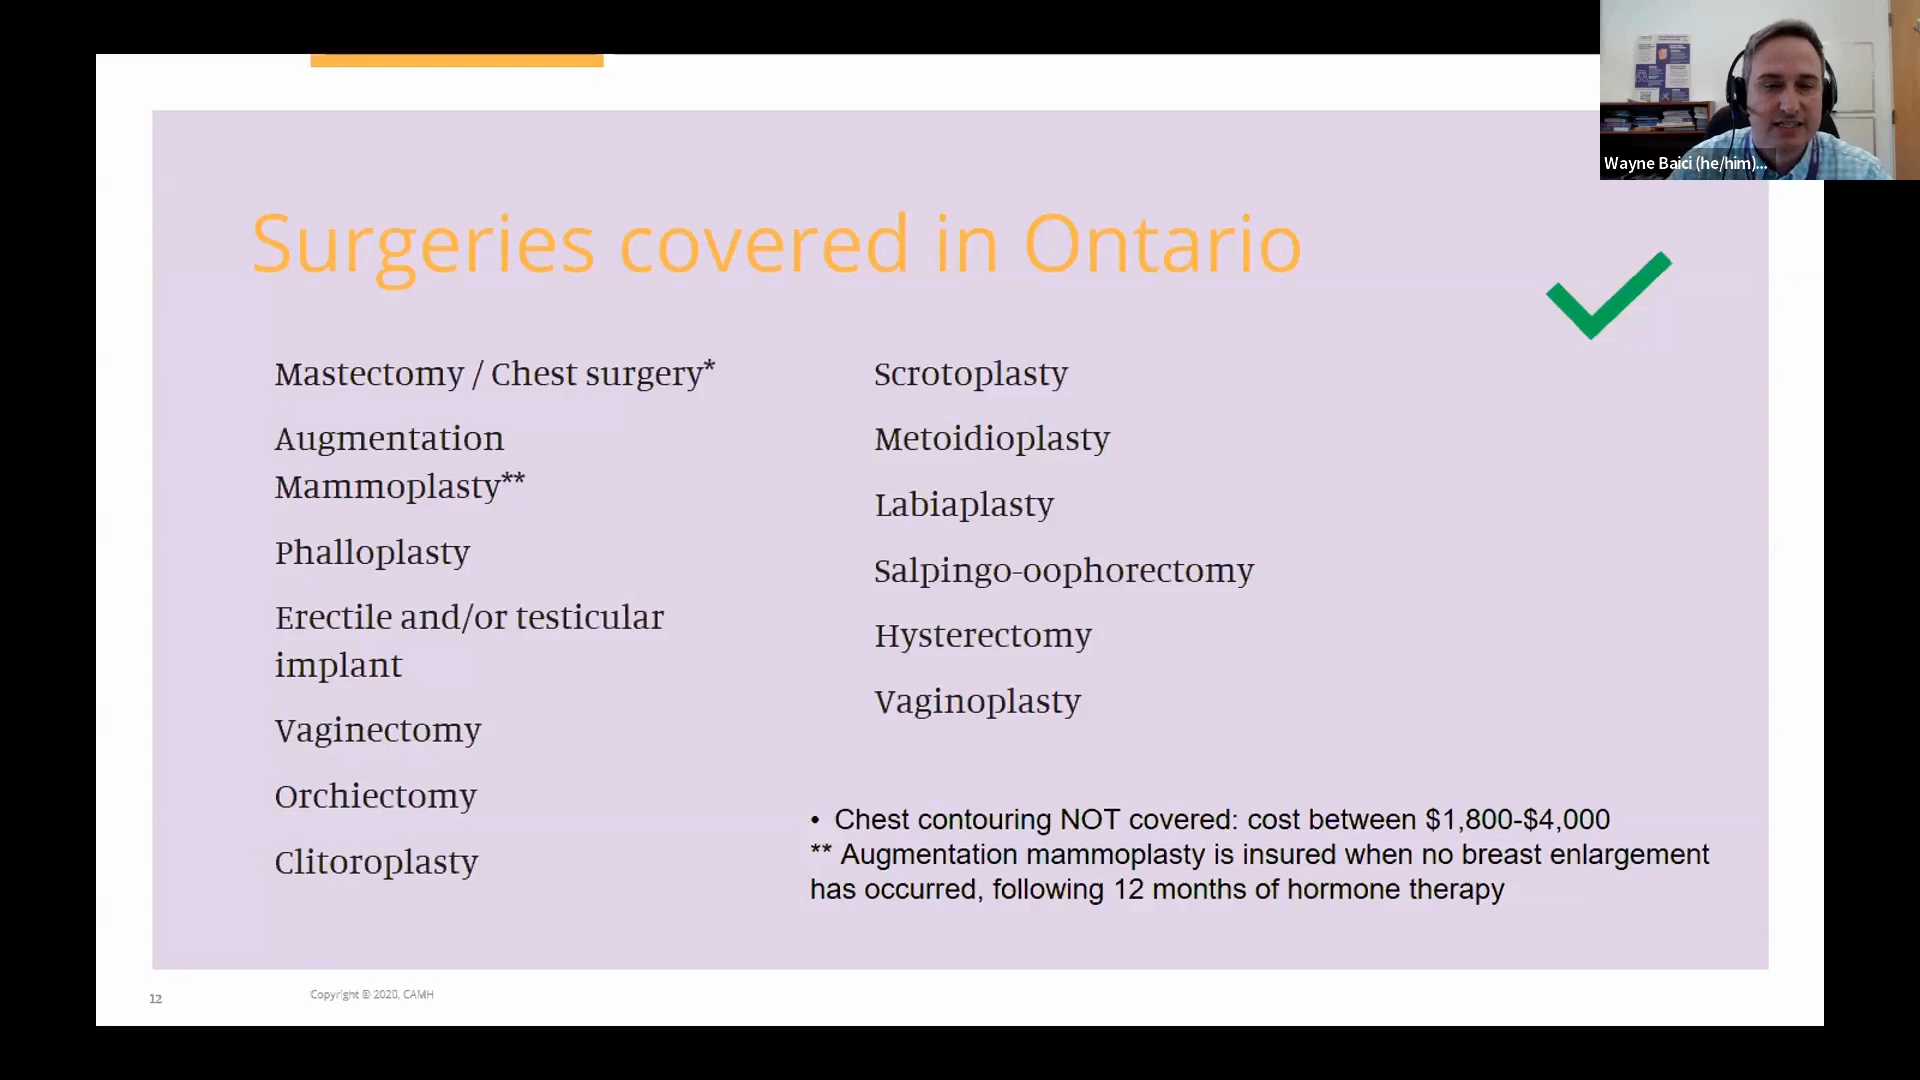 Wayne Baici (he/him)...
Surgeries covered in Ontario
Mastectomy / Chest surgery*
Augmentation
Mammoplasty**
Phalloplasty
Erectile and/or testicular
implant
Vaginectomy
Orchiectomy
Clitoroplasty
Scrotoplasty
Metoidioplasty
Labiaplasty
Salpingo-oophorectomy
Hysterectomy
Vaginoplasty
• Chest contouring NOT covered: cost between $1,800-$4,000
** Augmentation mammoplasty is insured when no breast enlargement
has occurred, following 12 months of hormone therapy
12
Copyright © 2020, CAMH